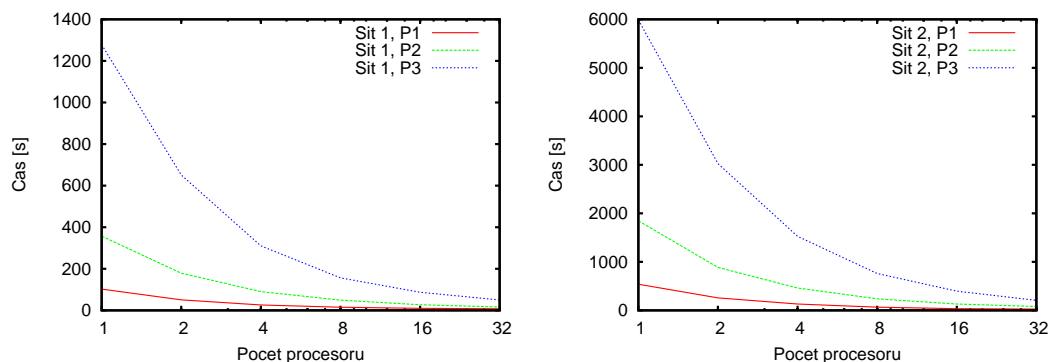 Cas [s]
1400
1200
1000
800
600
400
200
0
Sit 1, P1
Sit 1, P2
Sit 1, P3
1 2 4 8 16 32
Pocet procesoru
Cas [s]
6000
5000
4000
3000
2000
1000
0
Sit 2, P1
Sit 2, P2
Sit 2, P3
1 2 4 8 16 32
Pocet procesoru